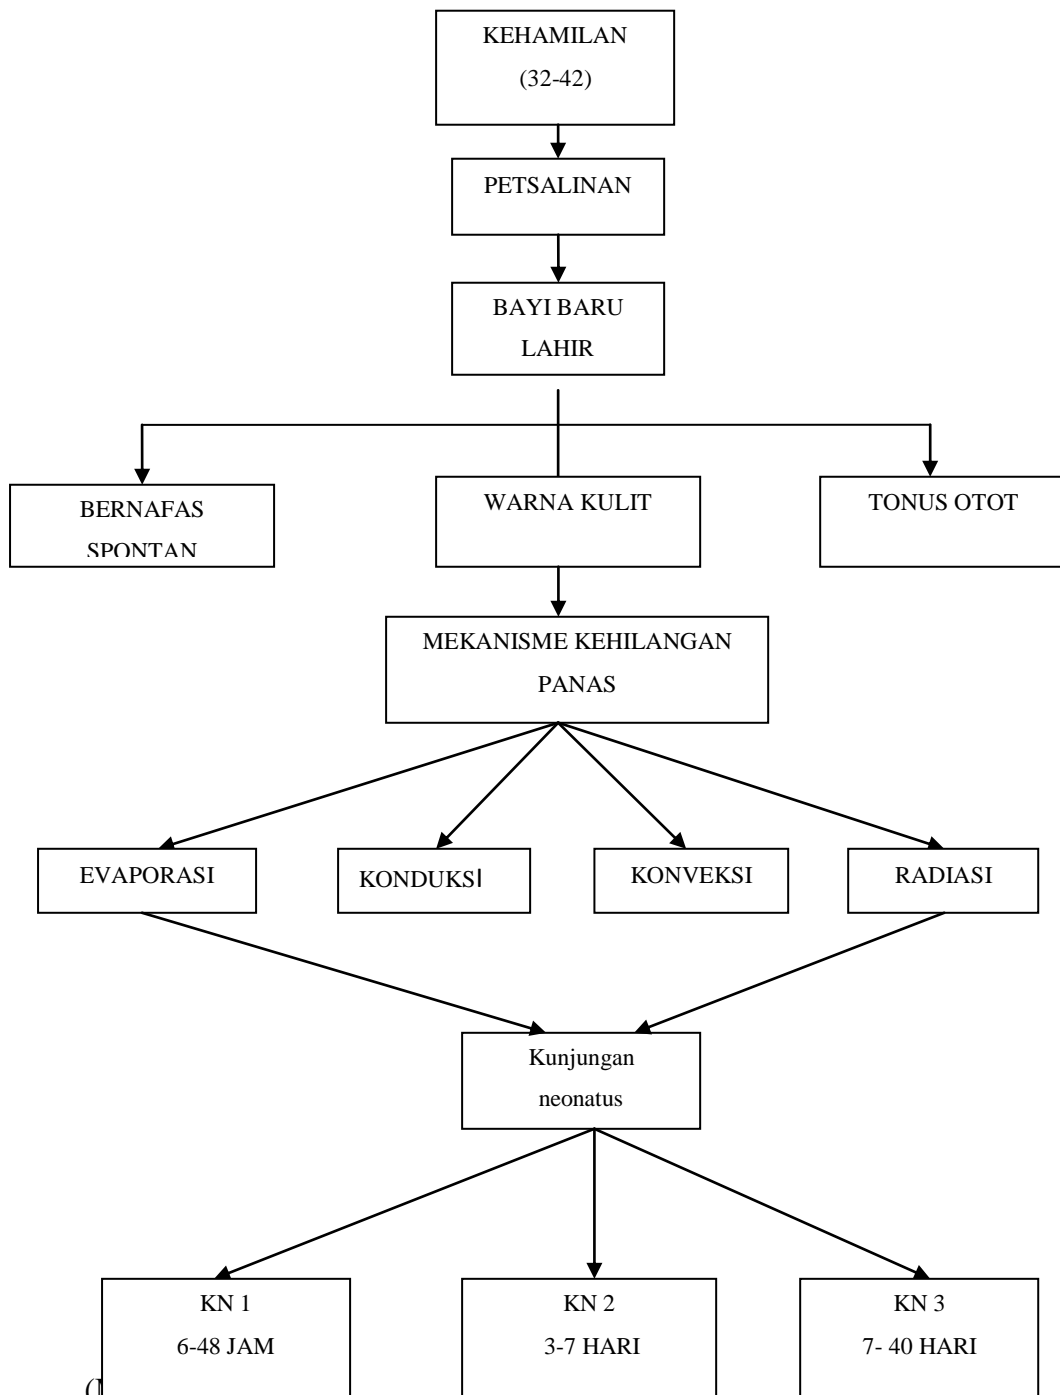 KEHAMILAN
(32-42)
PETSALINAN
BAYI BARU
LAHIR
BERNAFAS
SPONTAN
WARNA KULIT
TONUS OTOT
MEKANISME KEHILANGAN
PANAS
EVAPORASI
KONDUKSI
KONVEKSI
RADIASI
Kunjungan
neonatus
KN 1
6-48 JAM
KN 2
3-7 HARI
KN 3
7- 40 HARI